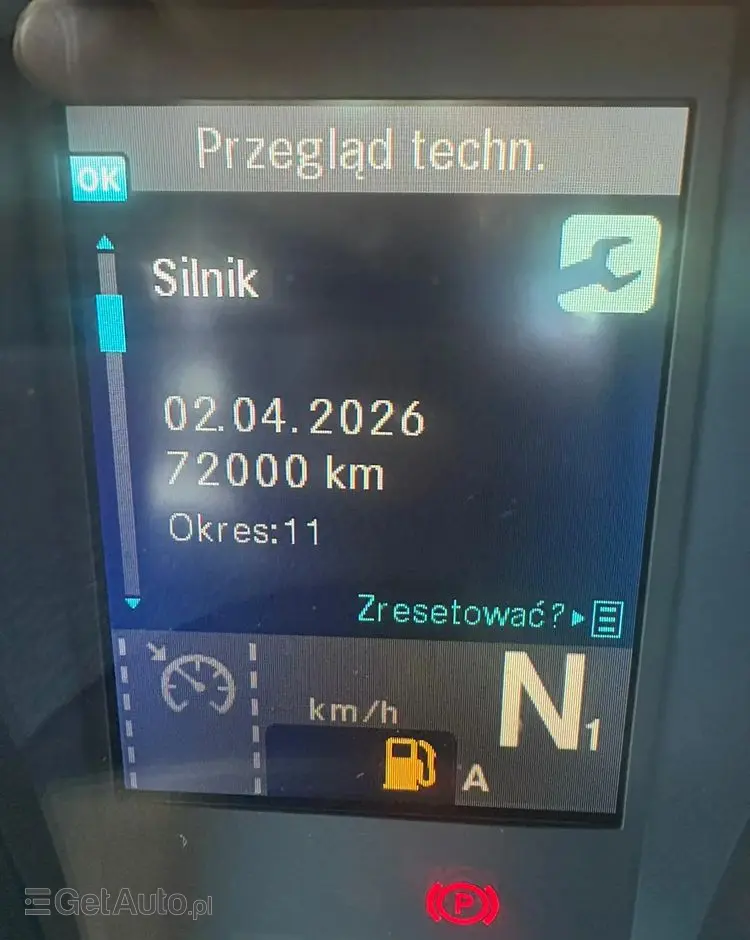 Przegląd techn.
OK
Silnik
02.04.2026
72000 km
Okres:11
Zresetować?
km/h
N1
A
P
GetAuto.pl